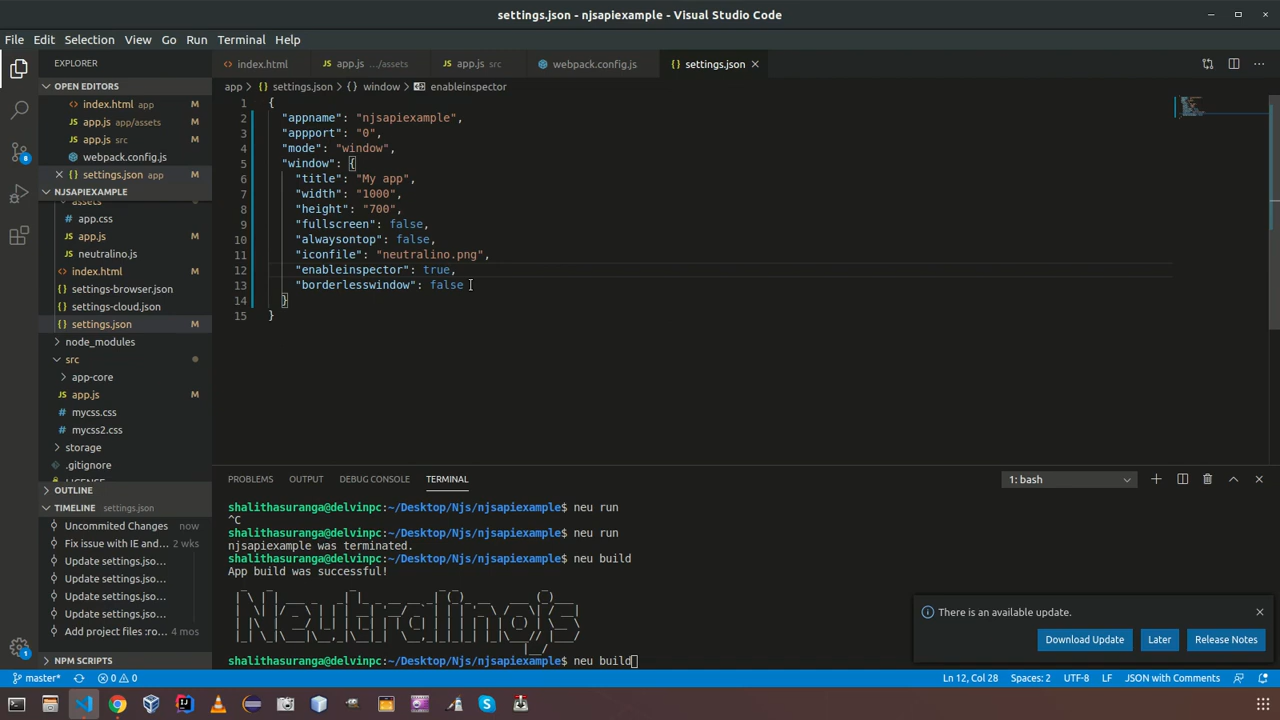 settings.json - njsapiexample - Visual Studio Code
File Edit Selection View Go Run Terminal Help
EXPLORER
index.html
app.js .../assets
app.js src
webpack.config.js
settings.json
OPEN EDITORS
index.html app M
app.js app/assets M
app.js src M
webpack.config.js
settings.json app M
NJSAPIEXAMPLE
assets
app.css
app.js M
neutralino.js
index.html M
settings-browser.json
settings-cloud.json
settings.json M
node_modules
src
app-core
app.js M
mycss.css
mycss2.css
storage
.gitignore
OUTLINE
TIMELINE settings.json
Uncommited Changes now
Fix issue with IE and... 2 wks
Update settings.jso...
Update settings.jso...
Update settings.jso...
Update settings.jso...
Add project files :ro...
NPM SCRIPTS
8
1
app > {} settings.json > {} window > enableinspector
1 {
2 "appname": "njsapiexample",
3 "appport": "0",
4 "mode": "window",
5 "window": {
6 "title": "My app",
7 "width": "1000",
8 "height": "700",
9 "fullscreen": false,
10 "alwaysontop": false,
11 "iconfile": "neutralino.png",
12 "enableinspector": true,
13 "borderlesswindow": false
14 }
15 }
PROBLEMS OUTPUT DEBUG CONSOLE TERMINAL
1: bash
shalithasuranga@delvinpc:~/Desktop/Njs/njsapiexample$ neu run
^C
shalithasuranga@delvinpc:~/Desktop/Njs/njsapiexample$ neu run
njsapiexample was terminated.
shalithasuranga@delvinpc:~/Desktop/Njs/njsapiexample$ neu build
App build was successful!
Neutralinojs
shalithasuranga@delvinpc:~/Desktop/Njs/njsapiexample$ neu build
There is an available update.
Download Update Later Release Notes
master* 0 0
Ln 12, Col 28 Spaces: 2 UTF-8 LF JSON with Comments